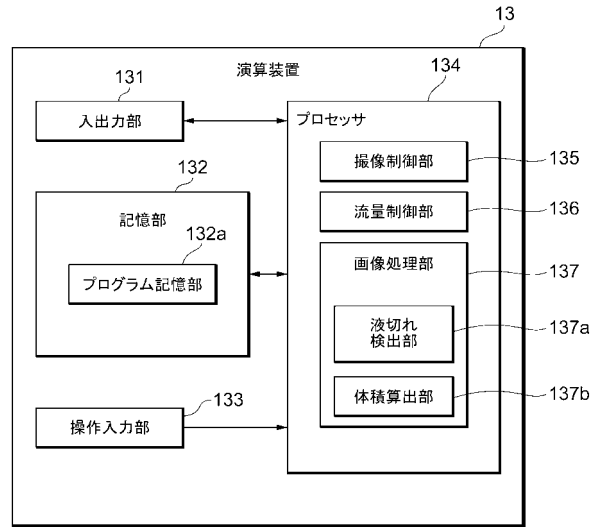 13
演算装置
131
入出力部
134
プロセッサ
撮像制御部
135
132
記憶部
132a
プログラム記憶部
流量制御部
136
画像処理部
137
液切れ
検出部
137a
体積算出部
137b
133
操作入力部